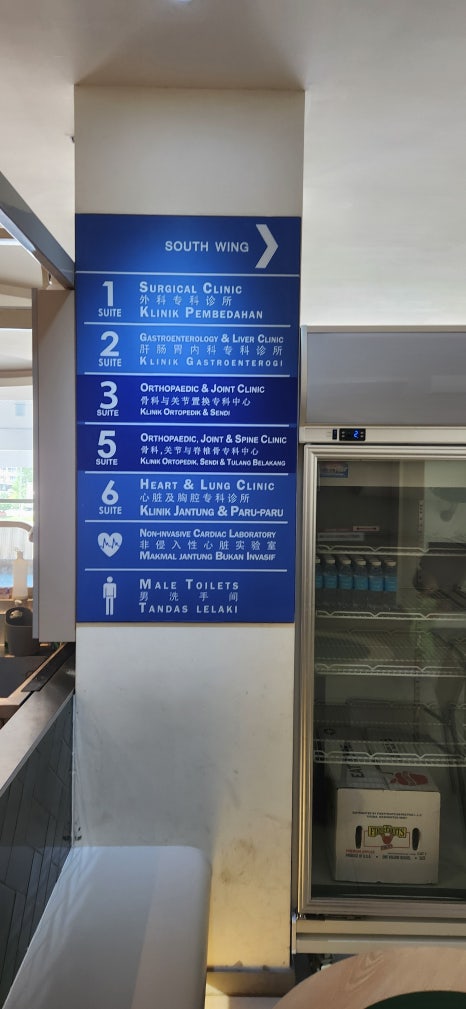 SOUTH WING
1
SUITE
SURGICAL CLINIC
外科专科诊所
KLINIK PEMBEDAHAN
2
SUITE
GASTROENTEROLOGY & LIVER CLINIC
肝肠胃内科专科诊所
KLINIK GASTROENTEROGI
3
SUITE
ORTHOPAEDIC & JOINT CLINIC
骨科与关节置换专科中心
KLINIK ORTOPEDIK & SENDI
5
SUITE
ORTHOPAEDIC, JOINT & SPINE CLINIC
骨科,关节与脊椎骨专科中心
KLINIK ORTOPEDIK, SENDI & TULANG BELAKANG
6
SUITE
HEART & LUNG CLINIC
心脏及胸腔专科诊所
KLINIK JANTUNG & PARU-PARU
NON-INVASIVE CARDIAC LABORATORY
非侵入性心脏实验室
MAKMAL JANTUNG BUKAN INVASIF
MALE TOILETS
男洗手间
TANDAS LELAKI
2
PRODUCT OF U.S.A.